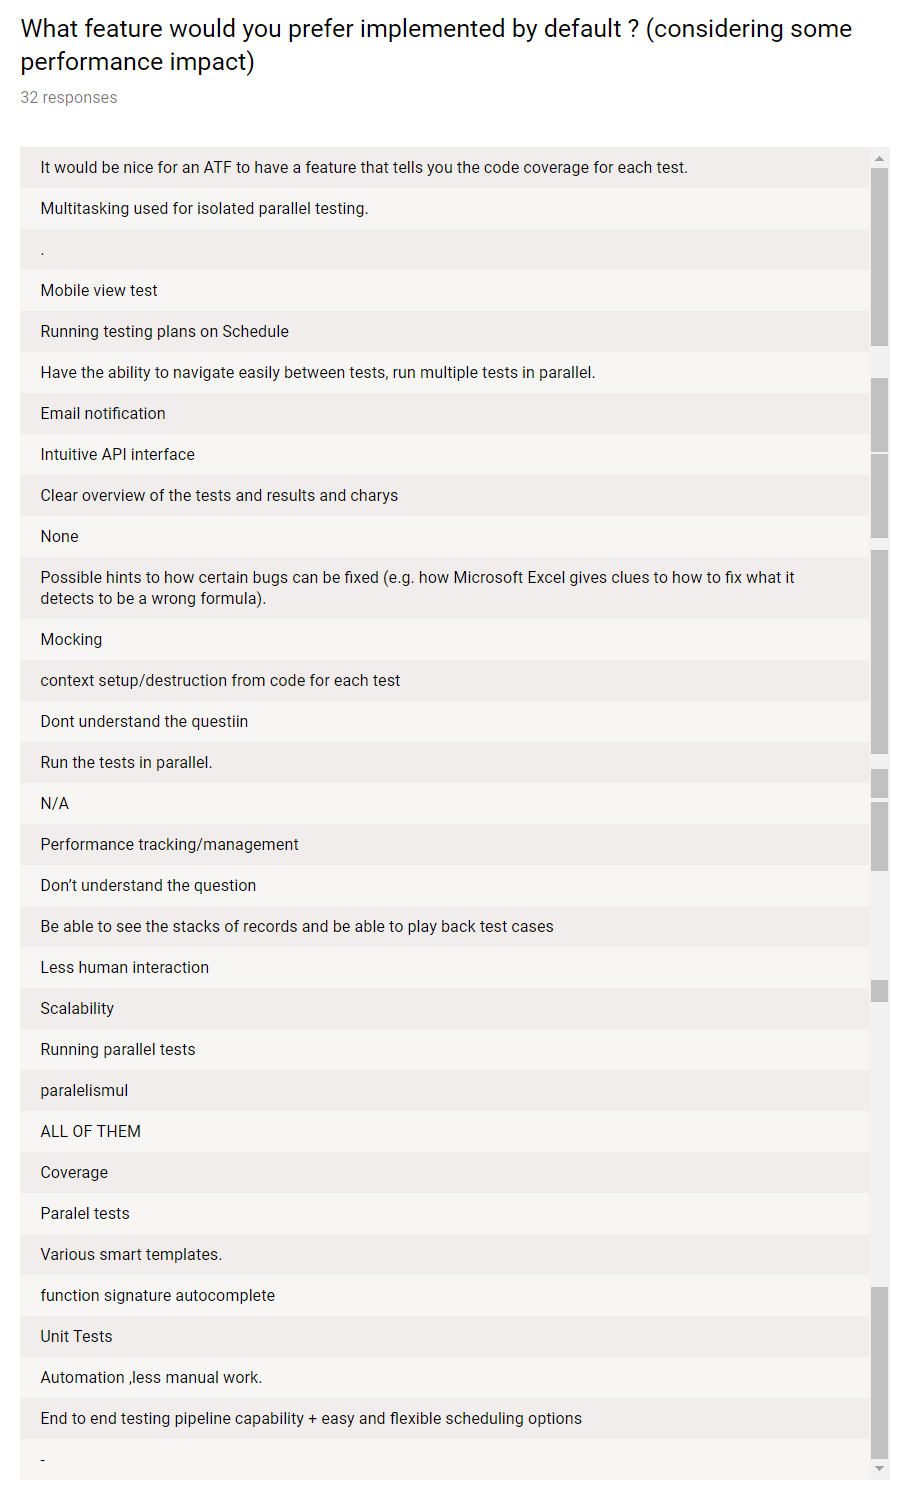 What feature would you prefer implemented by default ? (considering some
performance impact)
32 responses
It would be nice for an ATF to have a feature that tells you the code coverage for each test.
Multitasking used for isolated parallel testing.
.
Mobile view test
Running testing plans on Schedule
Have the ability to navigate easily between tests, run multiple tests in parallel.
Email notification
Intuitive API interface
Clear overview of the tests and results and charys
None
Possible hints to how certain bugs can be fixed (e.g. how Microsoft Excel gives clues to how to fix what it
detects to be a wrong formula).
Mocking
context setup/destruction from code for each test
Dont understand the questiin
Run the tests in parallel.
N/A
Performance tracking/management
Don’t understand the question
Be able to see the stacks of records and be able to play back test cases
Less human interaction
Scalability
Running parallel tests
paralelismul
ALL OF THEM
Coverage
Paralel tests
Various smart templates.
function signature autocomplete
Unit Tests
Automation ,less manual work.
End to end testing pipeline capability + easy and flexible scheduling options
-